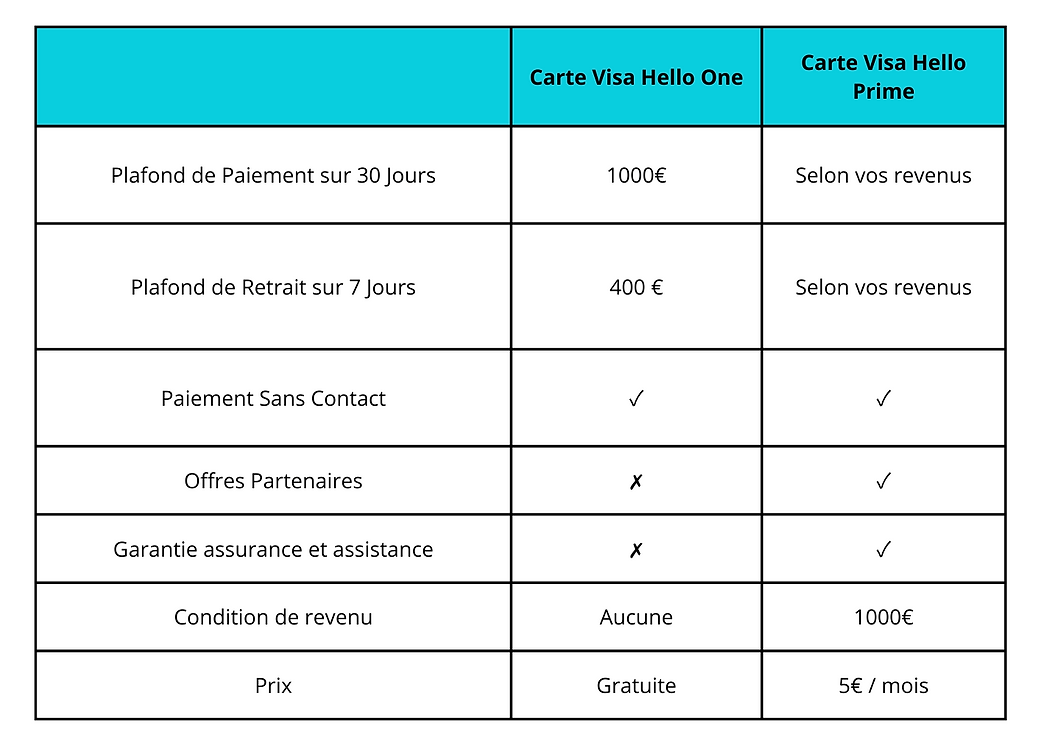 Carte Visa Hello One
Carte Visa Hello
Prime
Plafond de Paiement sur 30 Jours
1000€
Selon vos revenus
Plafond de Retrait sur 7 Jours
400 €
Selon vos revenus
Paiement Sans Contact
✓
✓
Offres Partenaires
✗
✓
Garantie assurance et assistance
✗
✓
Condition de revenu
Aucune
1000€
Prix
Gratuite
5€ / mois